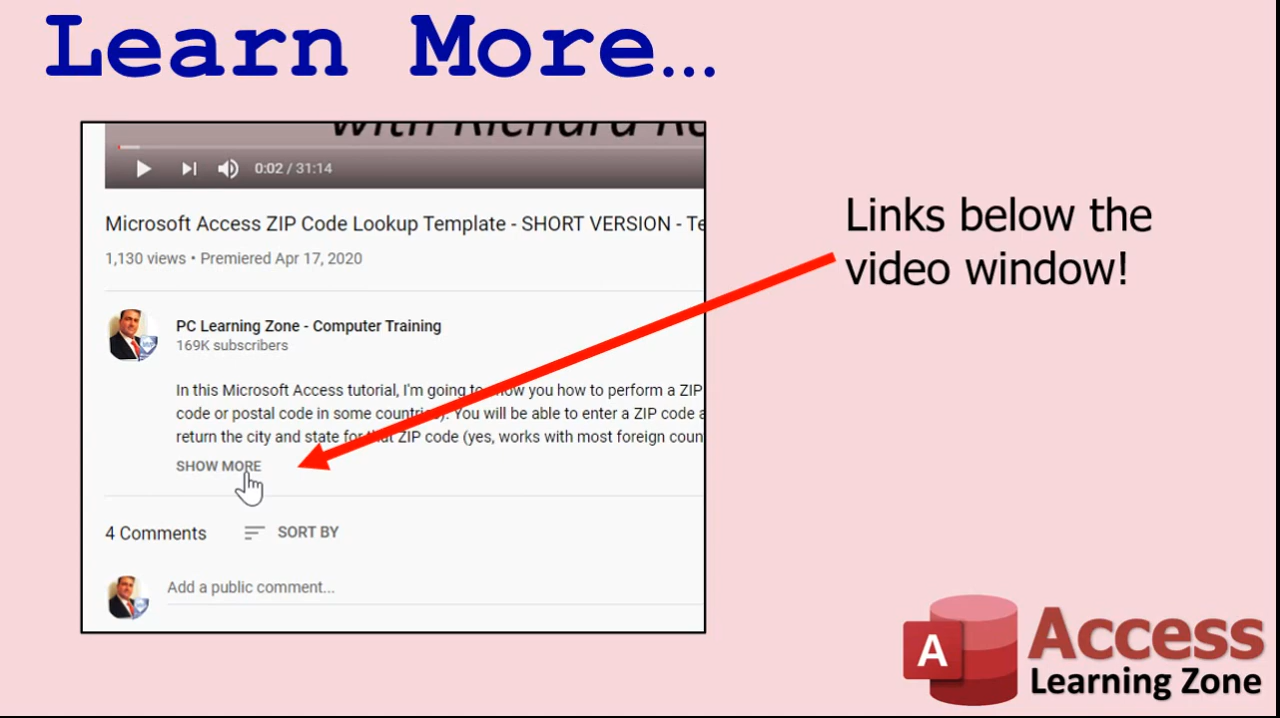 Learn More...
with Richard
0:02 / 31:14
Microsoft Access ZIP Code Lookup Template - SHORT VERSION -
1,130 views • Premiered Apr 17, 2020
PC Learning Zone - Computer Training
169K subscribers
In this Microsoft Access tutorial, I'm going to show you how to perform a ZIP
code or postal code in some countries). You will be able to enter a ZIP code
return the city and state for that ZIP code (yes, works with most foreign
SHOW MORE
4 Comments
SORT BY
Add a public comment...
Links below the
video window!
A
Access
Learning Zone